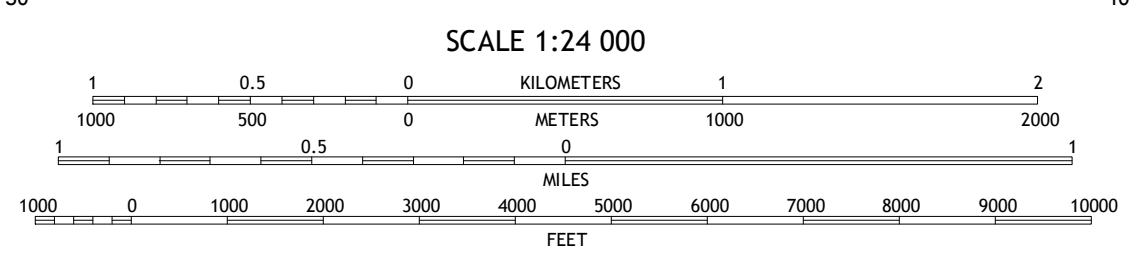 SCALE 1:24 000
1 0.5 0 KILOMETERS 1 2
1000 500 0 METERS 1000 2000
1 0.5 0 1
MILES
1000 0 1000 2000 3000 4000 5000 6000 7000 8000 9000 10000
FEET